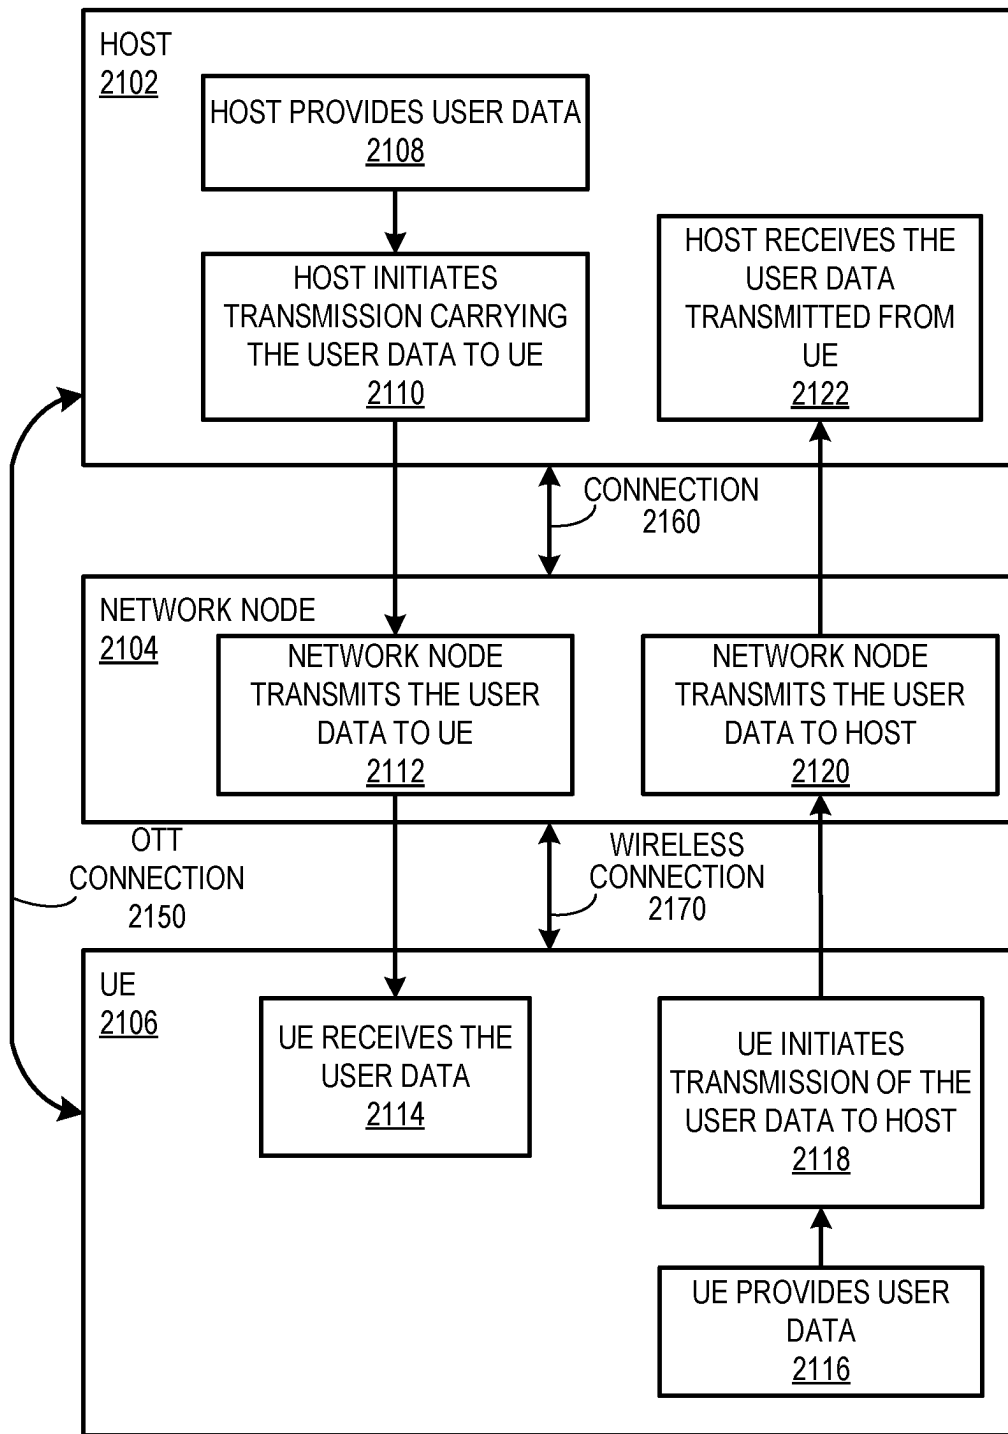 HOST
2102
HOST PROVIDES USER DATA
2108
HOST INITIATES
TRANSMISSION CARRYING
THE USER DATA TO UE
2110
HOST RECEIVES THE
USER DATA
TRANSMITTED FROM
UE
2122
CONNECTION
2160
NETWORK NODE
2104
NETWORK NODE
TRANSMITS THE USER
DATA TO UE
2112
NETWORK NODE
TRANSMITS THE USER
DATA TO HOST
2120
OTT
CONNECTION
2150
WIRELESS
CONNECTION
2170
UE
2106
UE RECEIVES THE
USER DATA
2114
UE INITIATES
TRANSMISSION OF THE
USER DATA TO HOST
2118
UE PROVIDES USER
DATA
2116